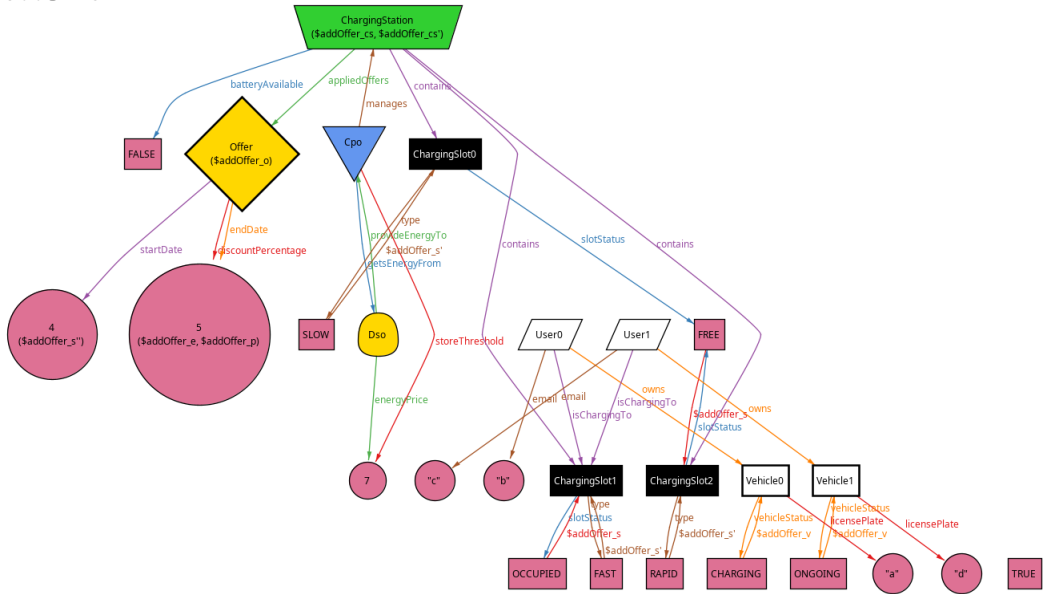 ChargingStation
($addOffer_cs, $addOffer_cs')
batteryAvailable
appliedOffers
contains
manages
FALSE
Offer
($addOffer_o)
Cpo
ChargingSlot0
type
endDate
provideEnergyTo
slotStatus
startDate
discountPercentage
$addOffer_s'
contains
contains
getsEnergyFrom
4
($addOffer_s'')
5
($addOffer_e, $addOffer_p)
SLOW
Dso
storeThreshold
User0
User1
FREE
energyPrice
owns
email
email
isChargingTo
isChargingTo
owns
$addOffer_s
slotStatus
7
"c"
"b"
ChargingSlot1
ChargingSlot2
Vehicle0
Vehicle1
type
slotStatus
type
vehicleStatus
vehicleStatus
licensePlate
licensePlate
$addOffer_s
$addOffer_v
$addOffer_v
$addOffer_s'
$addOffer_s'
OCCUPIED
FAST
RAPID
CHARGING
ONGOING
"a"
"d"
TRUE